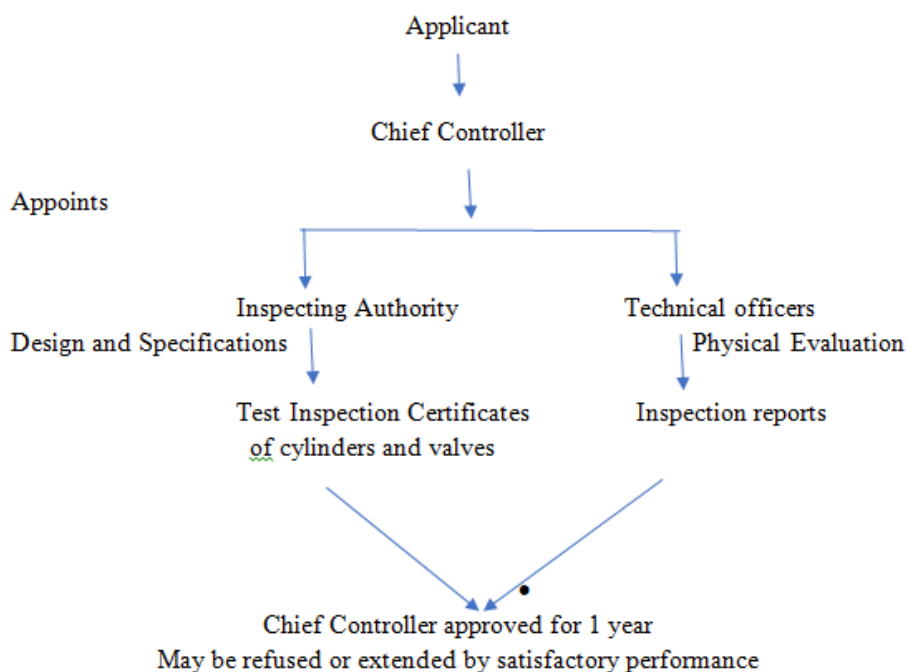 Applicant
Chief Controller
Appoints
Inspecting Authority
Technical officers
Design and Specifications
Physical Evaluation
Test Inspection Certificates
of cylinders and valves
Inspection reports
Chief Controller approved for 1 year
May be refused or extended by satisfactory performance